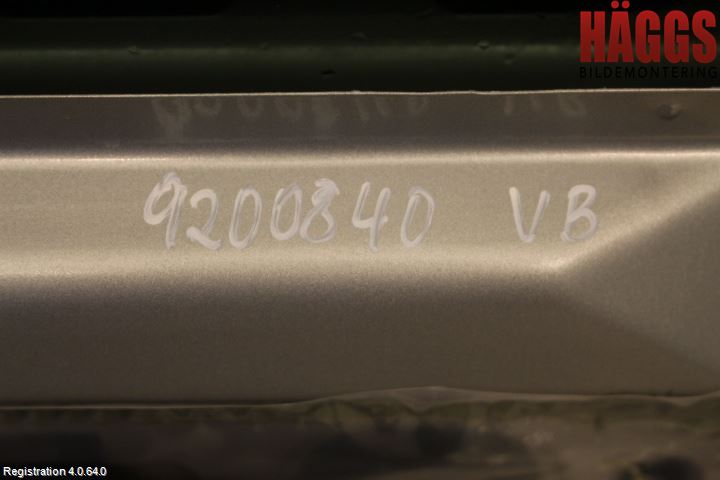 HÄGGS
BILDEMONTERING
9200840 VB
Registration 4.0.64.0